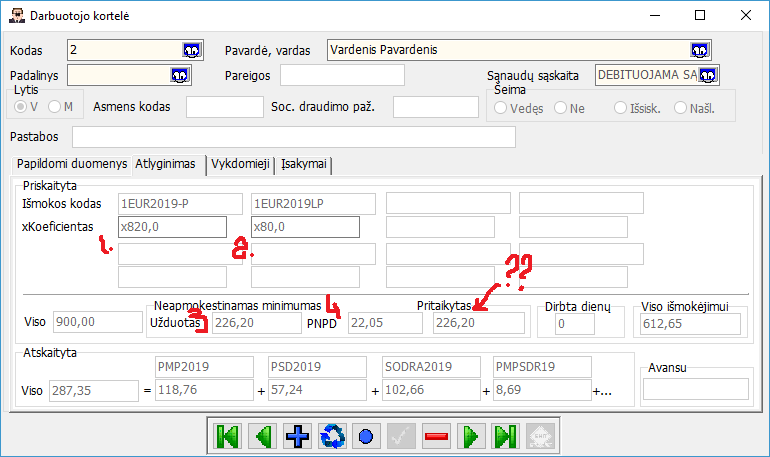 Darbuotojo kortelė
Kodas 2 Pavardė, vardas Vardenis Pavardenis
Padalinys Pareigos Sąnaudų sąskaita DEBITUOJAMA SĄ
Lytis Šeima
V M Asmens kodas Soc. draudimo paž. Vedęs Ne Išsisk. Našl.
Pastabos
Papildomi duomenys Atlyginimas Vykdomieji Įsakymai
Priskaityta
Išmokos kodas 1EUR2019-P 1EUR2019LP
xKoeficientas x820,0 x80,0
1. 2.
??
Neapmokestinamas minimumas 4 Pritaikytas Dirbta dienų Viso išmokėjimui
Viso 900,00 Užduotas 3 226,20 PNPD 22,05 226,20 0 612,65
Atskaityta
PMP2019 PSD2019 SODRA2019 PMPSDR19 Avansu
Viso 287,35 = 118,76 + 57,24 + 102,66 + 8,69 +...